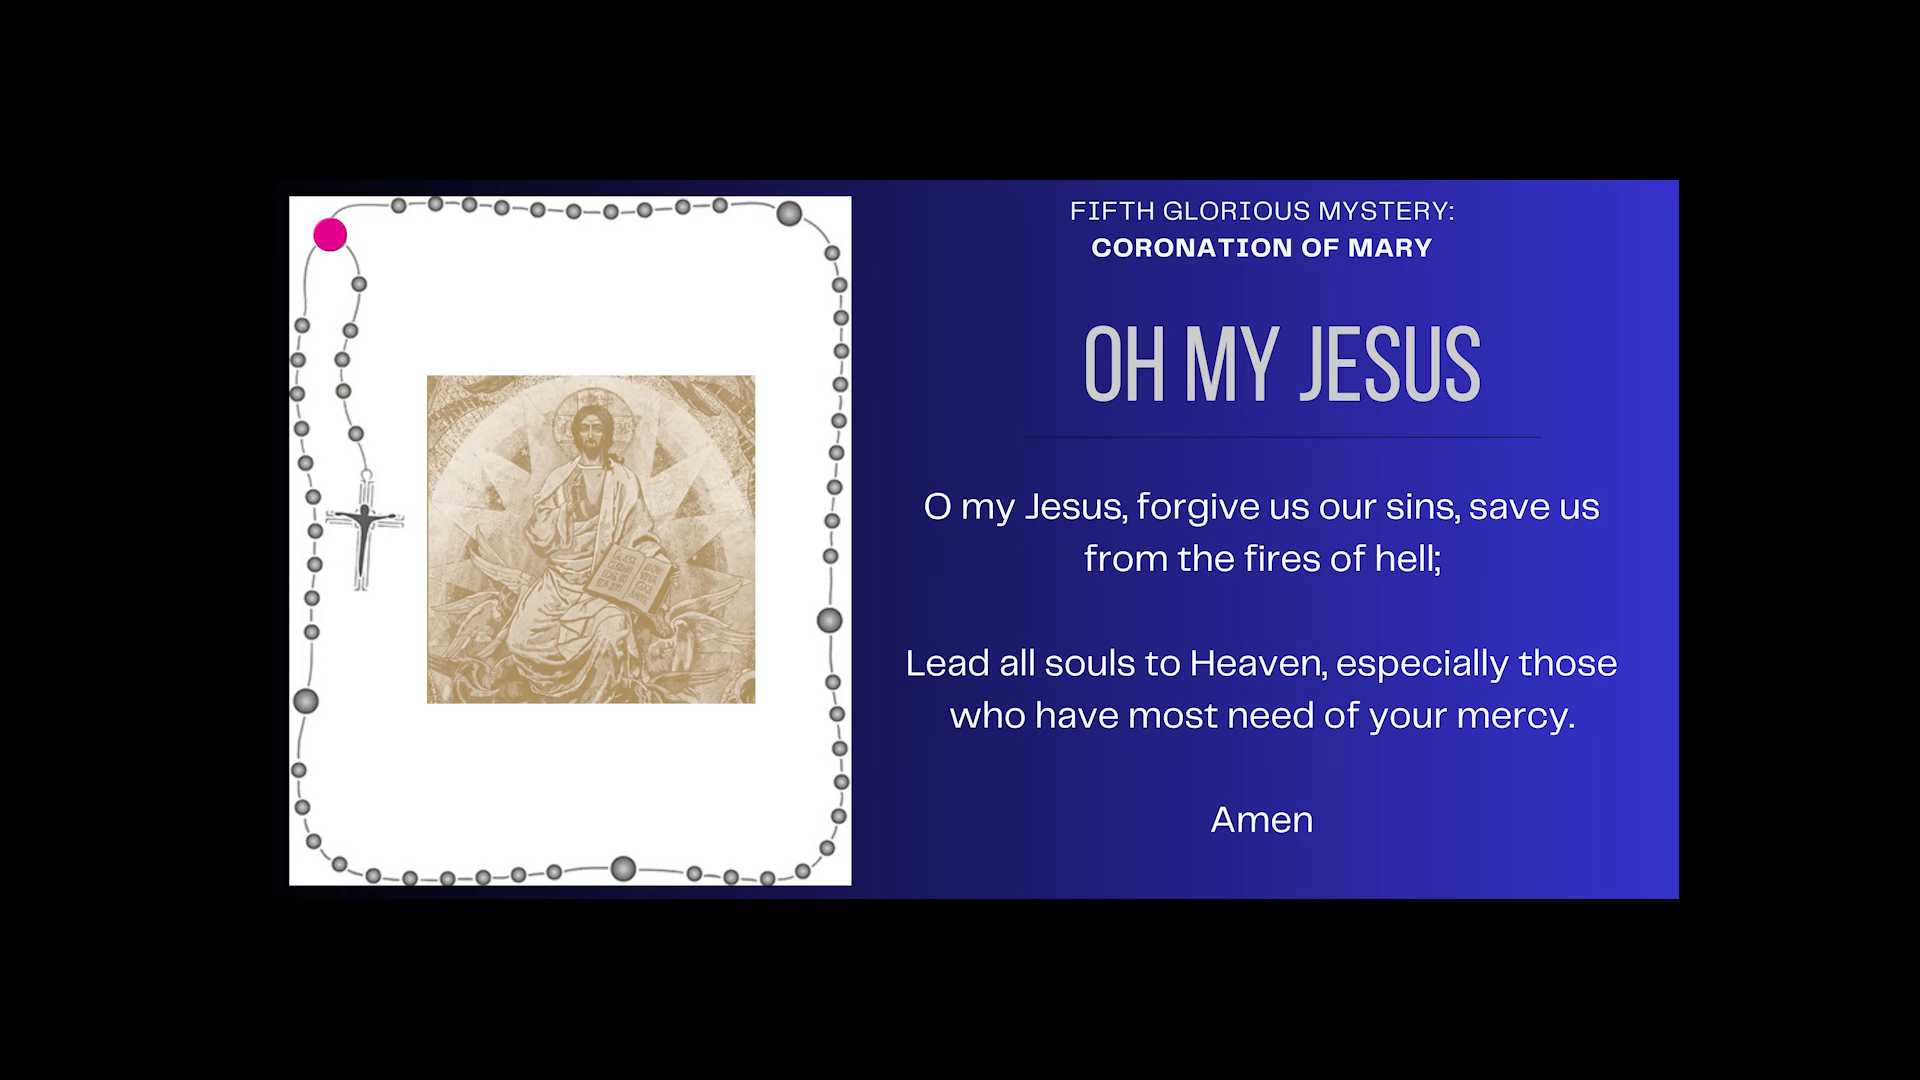 FIFTH GLORIOUS MYSTERY:
CORONATION OF MARY
OH MY JESUS
O my Jesus, forgive us our sins, save us
from the fires of hell;
Lead all souls to Heaven, especially those
who have most need of your mercy.
Amen